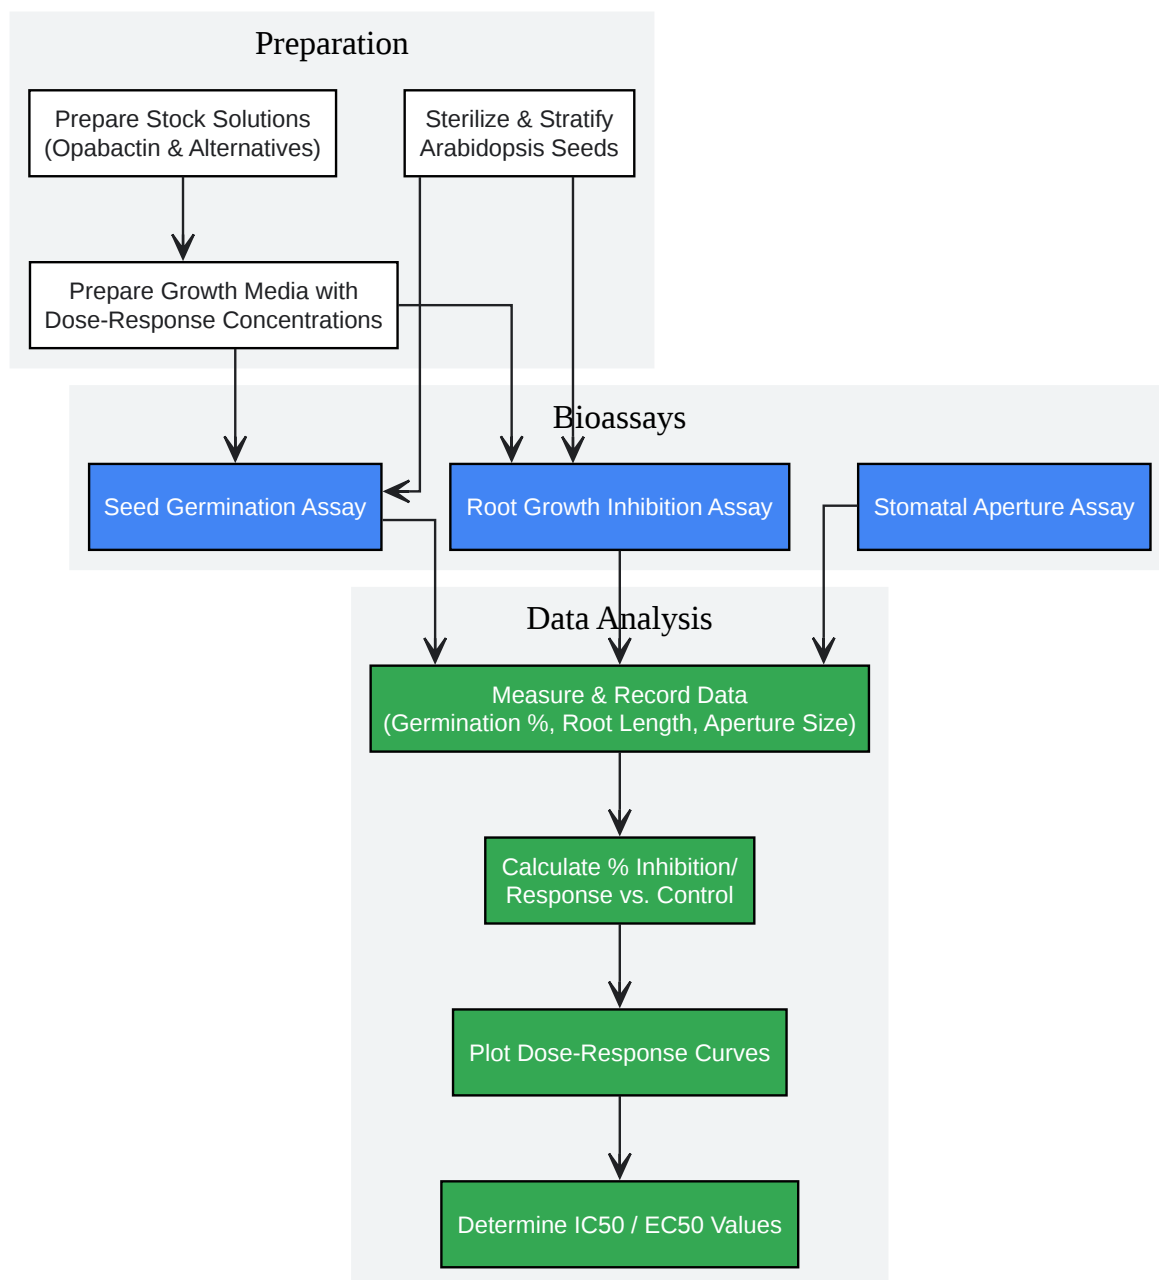 Preparation
Prepare Stock Solutions
(Opabactin & Alternatives)
Sterilize & Stratify
Arabidopsis Seeds
Prepare Growth Media with
Dose-Response Concentrations
Bioassays
Seed Germination Assay
Root Growth Inhibition Assay
Stomatal Aperture Assay
Data Analysis
Measure & Record Data
(Germination %, Root Length, Aperture Size)
Calculate % Inhibition/
Response vs. Control
Plot Dose-Response Curves
Determine IC50 / EC50 Values